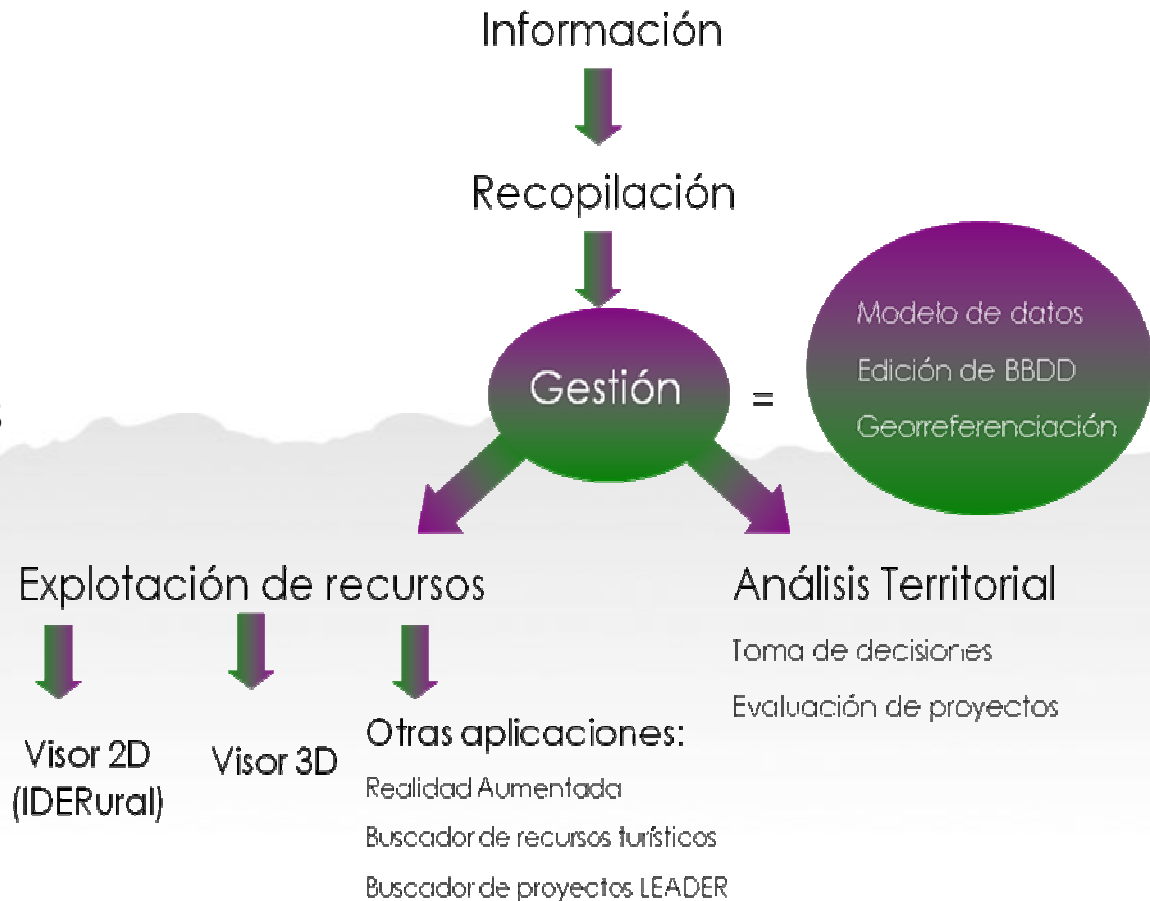 Información
Recopilación
Gestión
=
Modelo de datos
Edición de BBDD
Georreferenciación
Explotación de recursos
Visor 2D
(IDERural)
Visor 3D
Otras aplicaciones:
Realidad Aumentada
Buscador de recursos turísticos
Buscador de proyectos LEADER
Análisis Territorial
Toma de decisiones
Evaluación de proyectos